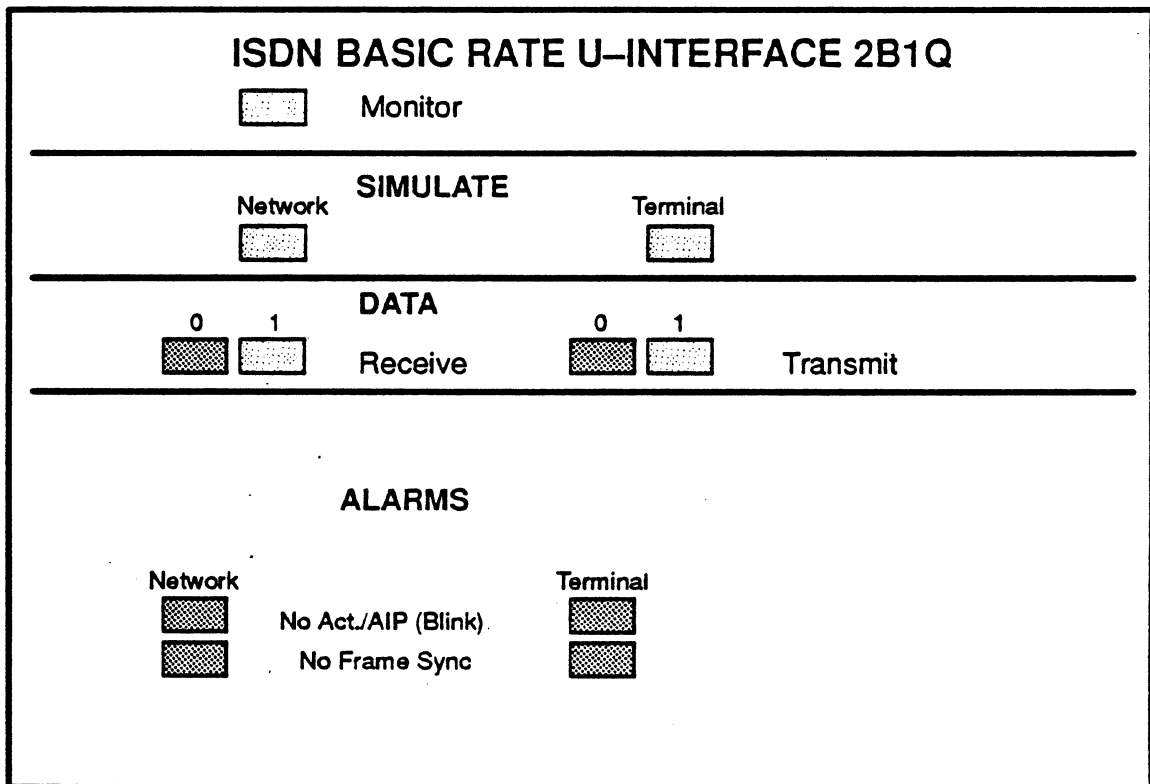 ISDN BASIC RATE U–INTERFACE 2B1Q
Monitor
SIMULATE
Network Terminal
DATA
0 1 0 1
Receive Transmit
ALARMS
Network Terminal
No Act./AIP (Blink)
No Frame Sync